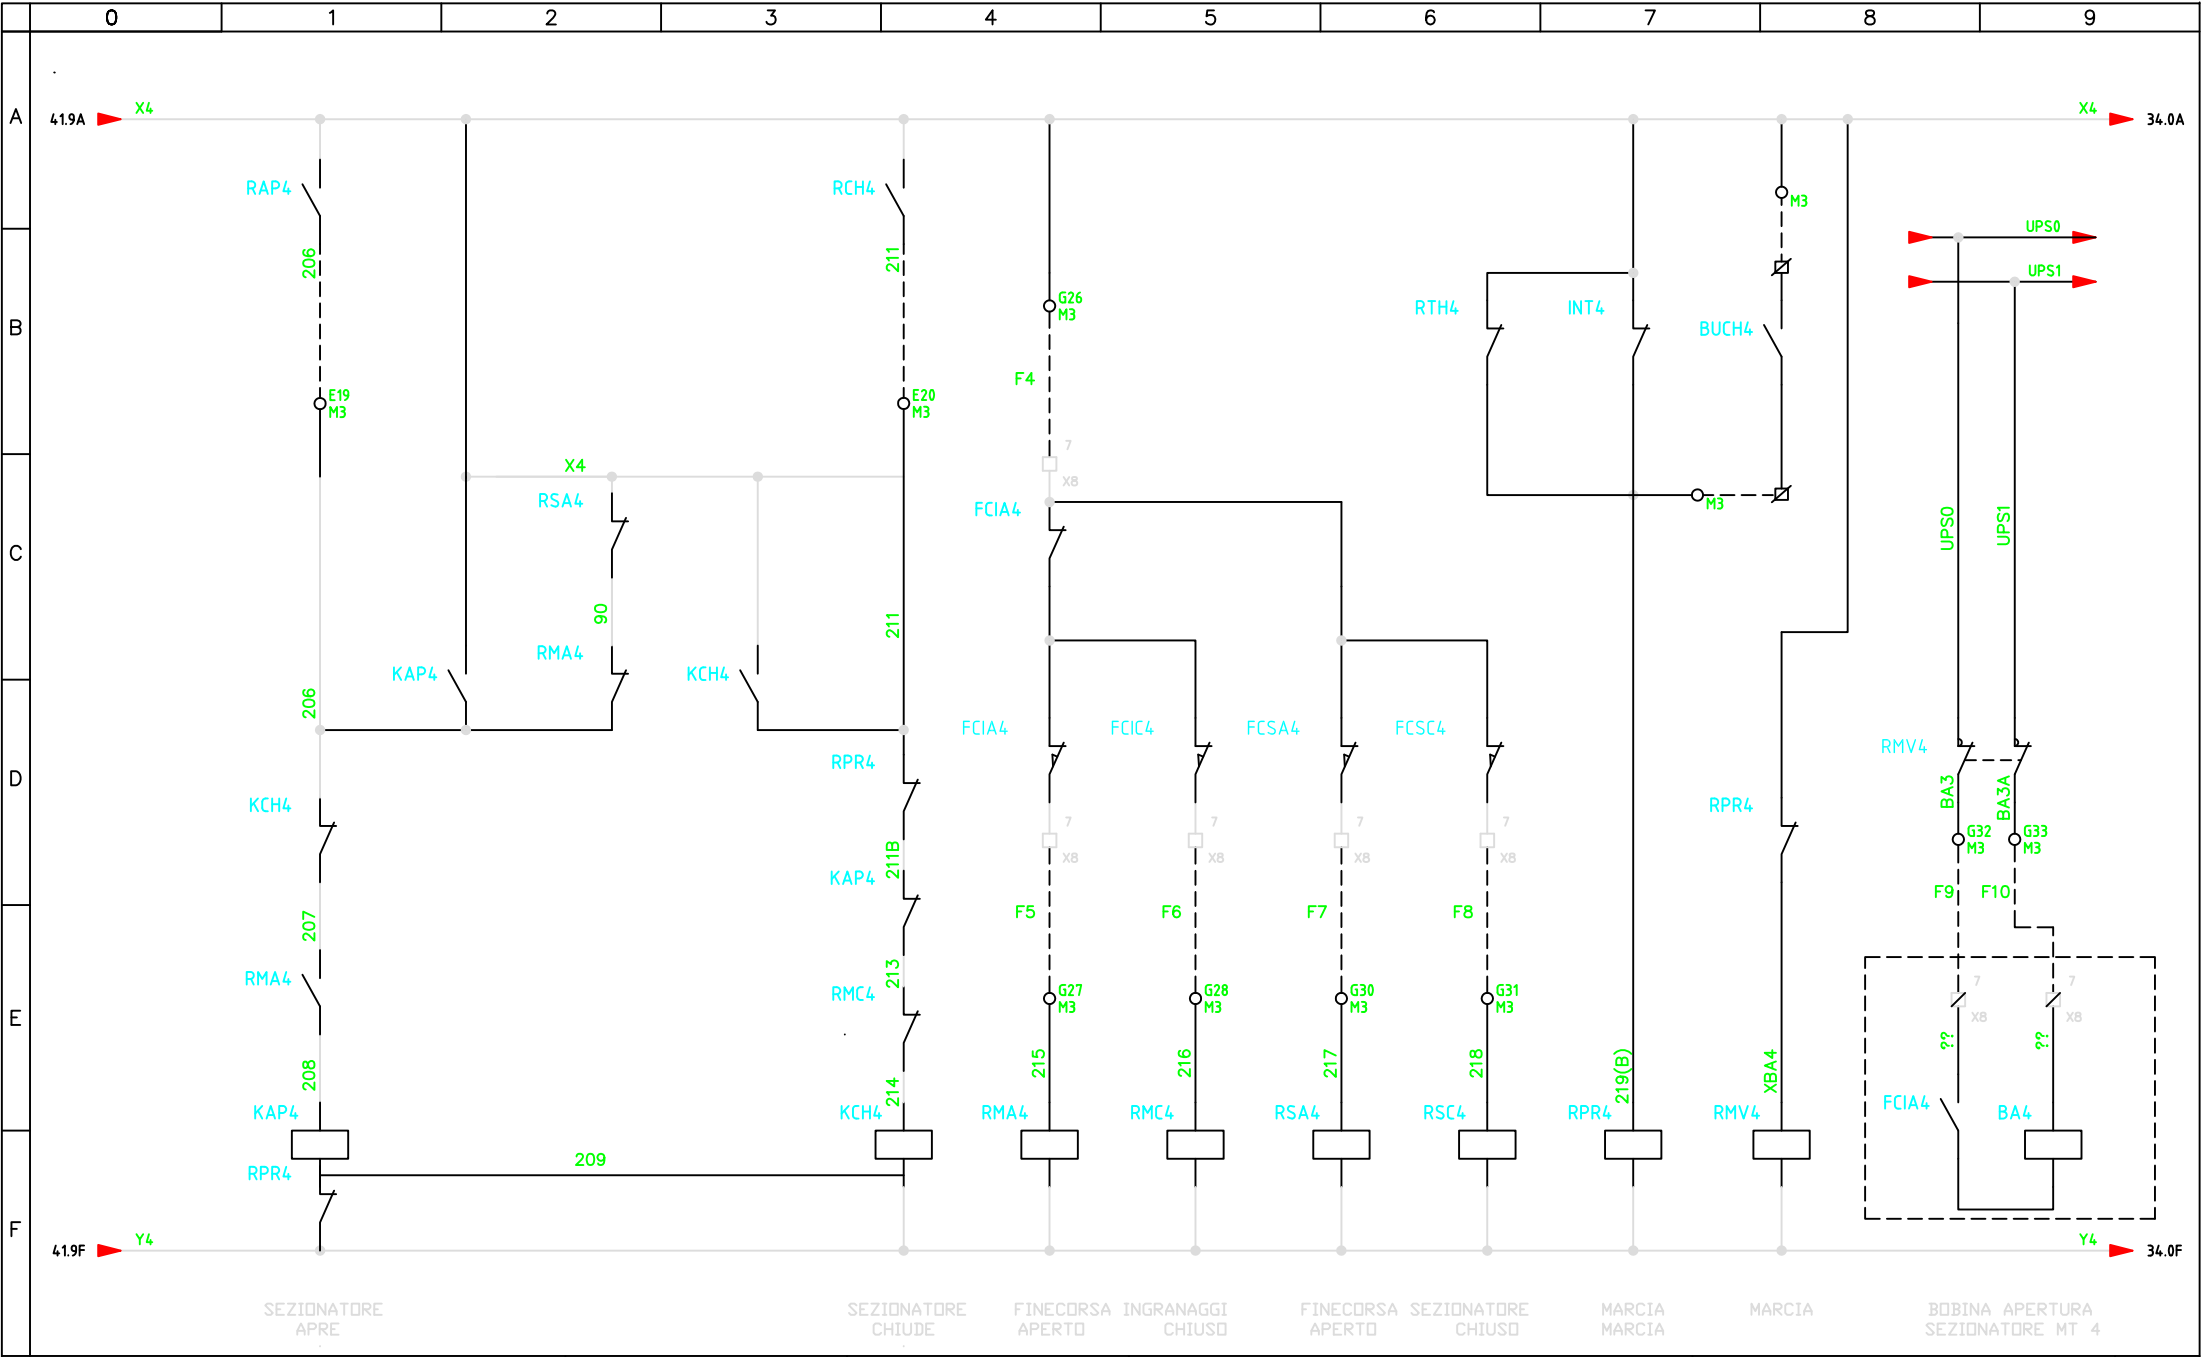 0 1 2 3 4 5 6 7 8 9
A
41.9A X4 X4 34.0A
RAP4 RCH4 M3
UPS0
206 211 UPS1
B
G26
M3
RTH4 INT4 BUCH4
F4
E19 E20
M3 M3
7
X4
X8
RSA4 FCIA4 M3
UPS0 UPS1
C
90 211
RMA4
KAP4 KCH4
206
FCIA4 FCIC4 FCSA4 FCSC4 RMV4
RPR4
D
BA3 BA3A
KCH4 RPR4
7 7 7 7
G32 G33
M3 M3
211B X8 X8 X8 X8
KAP4
F9 F10
F5 F6 F7 F8
207
213
RMA4 RMC4
7 7
G27 G28 G30 G31
M3 M3 M3 M3
E
X8 X8
?? ??
208 214 215 216 217 218 219(B) XBA4
FCIA4 BA4
KAP4 KCH4 RMA4 RMC4 RSA4 RSC4 RPR4 RMV4
209
RPR4
F
41.9F Y4 Y4 34.0F
SEZIONATORE SEZIONATORE FINECORSA INGRANAGGI FINECORSA SEZIONATORE MARCIA MARCIA BOBINA APERTURA
APRE CHIUDE APERTO CHIUSO APERTO CHIUSO MARCIA SEZIONATORE MT 4